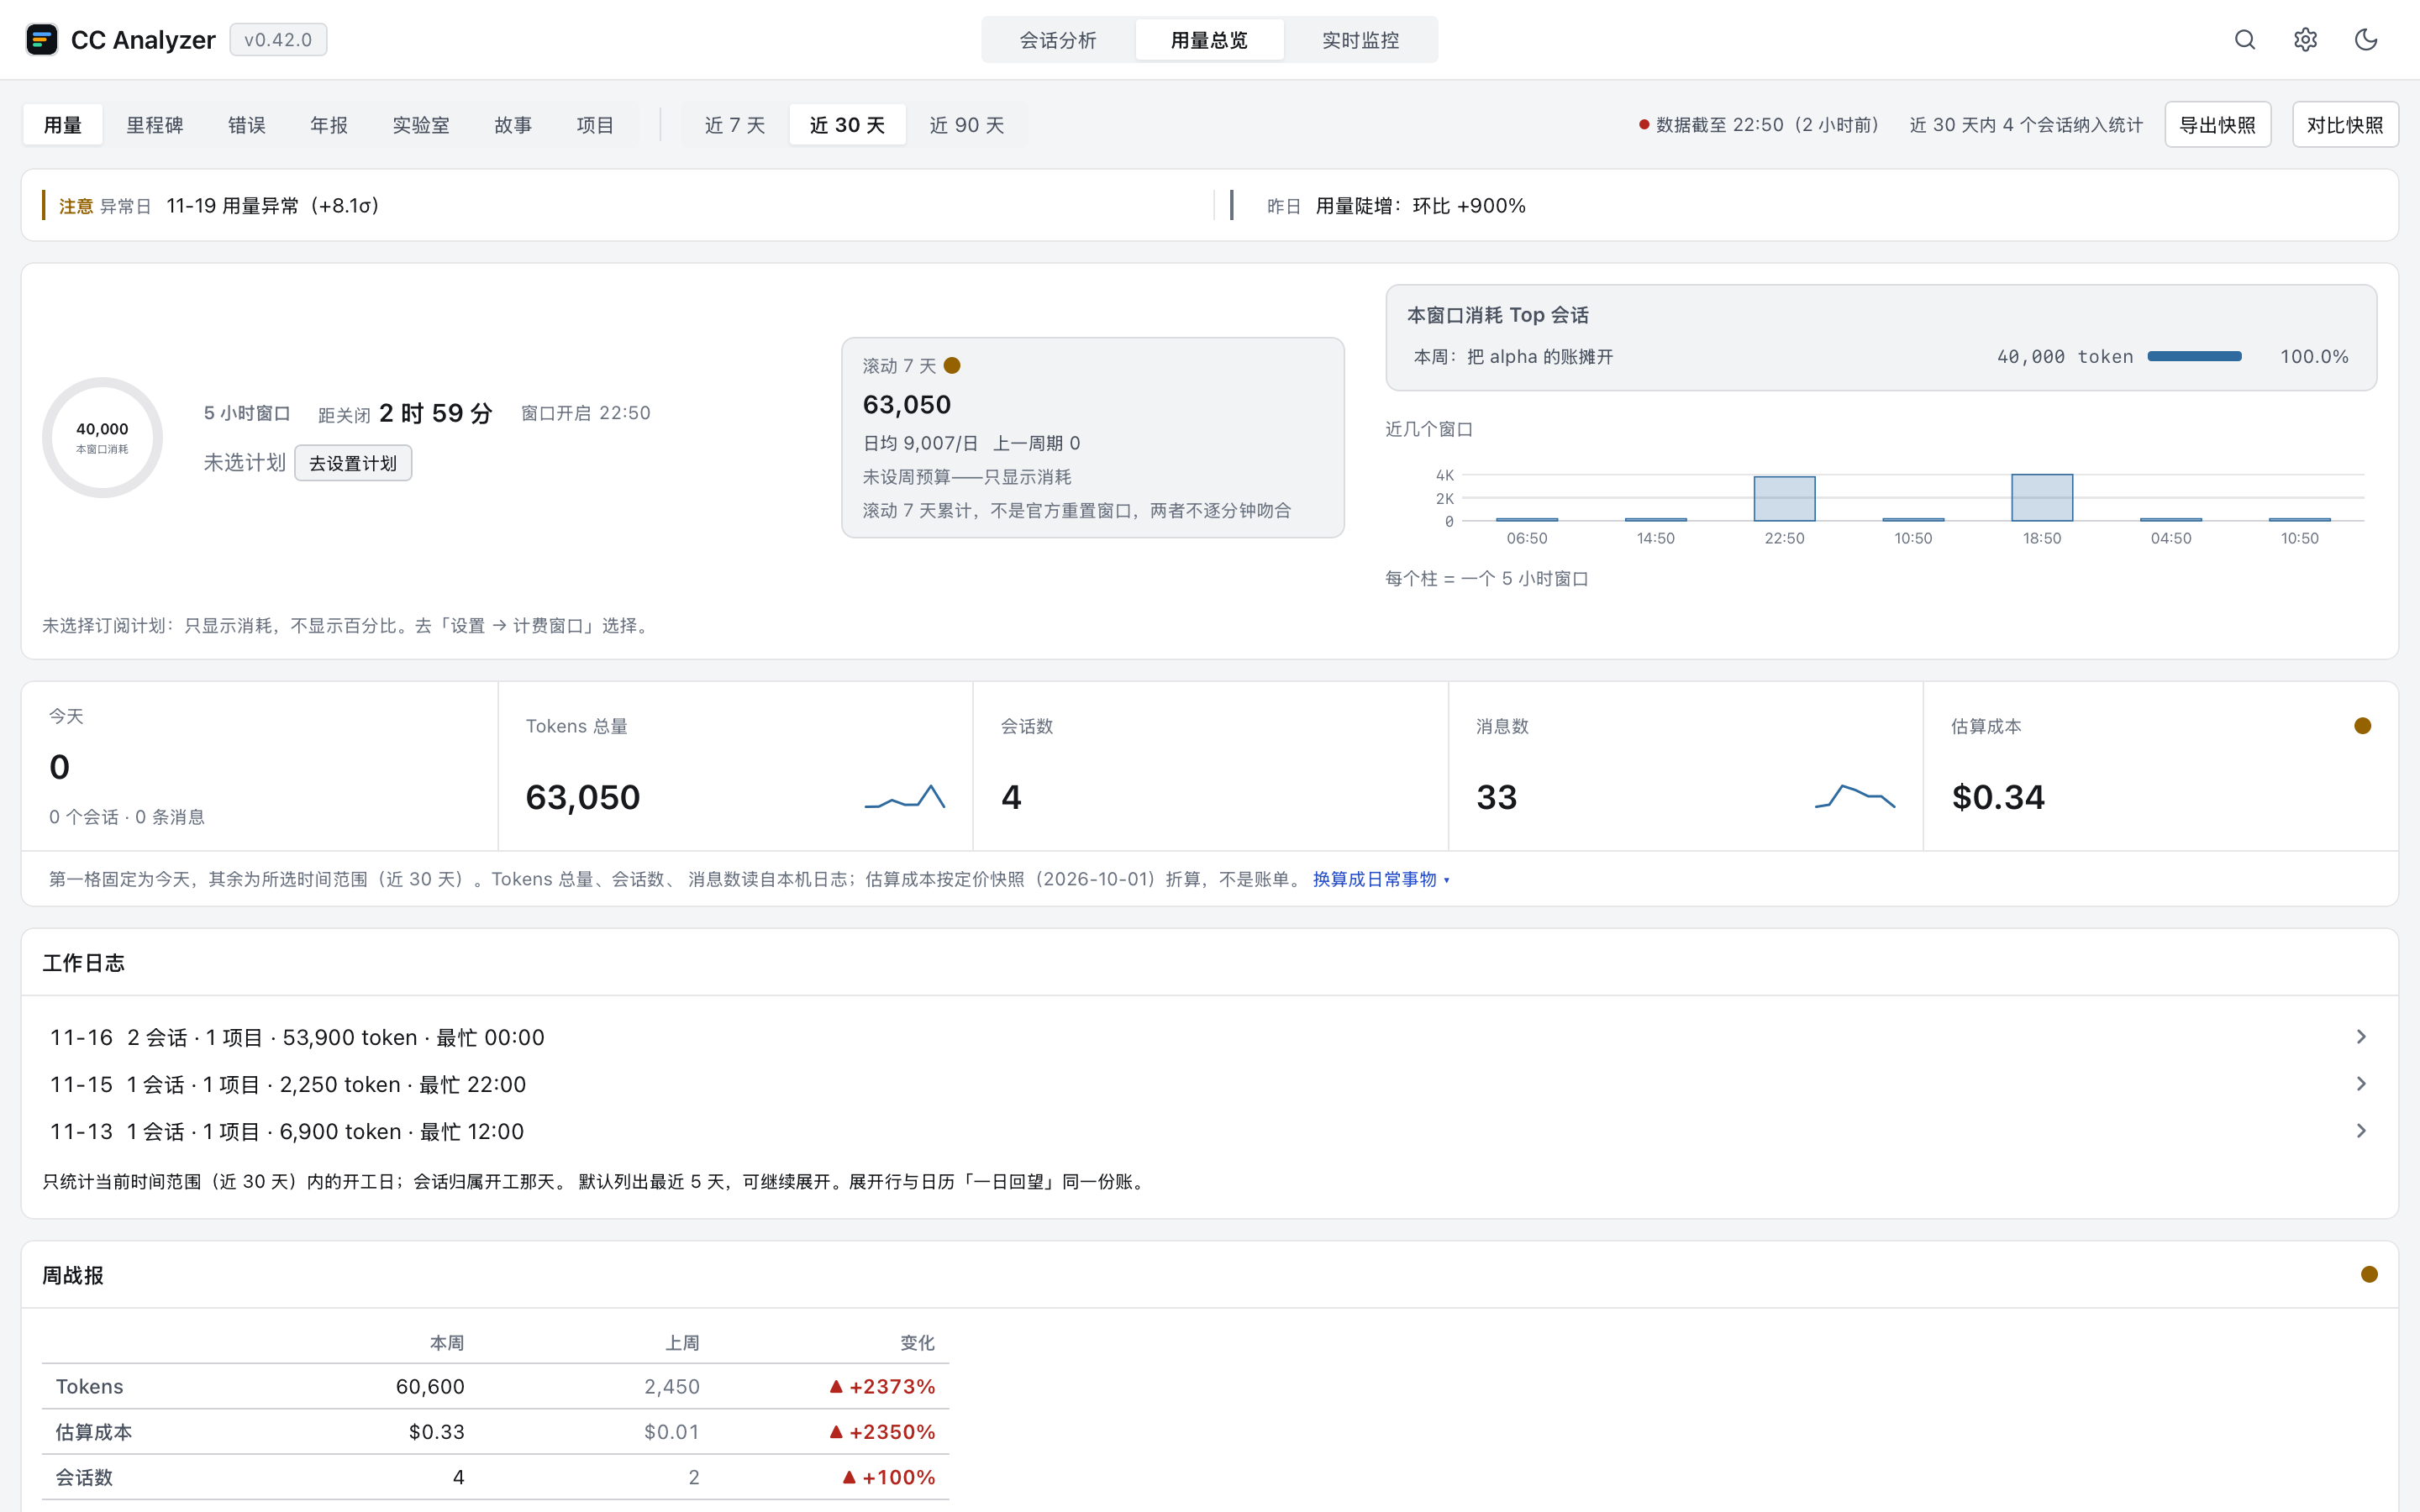 CC Analyzer v0.42.0 会话分析 用量总览 实时监控
用量 里程碑 错误 年报 实验室 故事 项目 近 7 天 近 30 天 近 90 天 数据截至 22:50（2 小时前） 近 30 天内 4 个会话纳入统计 导出快照 对比快照
注意 异常日 11-19 用量异常（+8.1σ） 昨日 用量陡增：环比 +900%
40,000
本窗口消耗
5 小时窗口 距关闭 2 时 59 分 窗口开启 22:50
未选计划 去设置计划
滚动 7 天
63,050
日均 9,007/日 上一周期 0
未设周预算——只显示消耗
滚动 7 天累计，不是官方重置窗口，两者不逐分钟吻合
本窗口消耗 Top 会话
本周：把 alpha 的账摊开 40,000 token 100.0%
近几个窗口
4K
2K
0
06:50 14:50 22:50 10:50 18:50 04:50 10:50
每个柱 = 一个 5 小时窗口
未选择订阅计划：只显示消耗，不显示百分比。去「设置 → 计费窗口」选择。
今天
0
0 个会话 · 0 条消息
Tokens 总量
63,050
会话数
4
消息数
33
估算成本
$0.34
第一格固定为今天，其余为所选时间范围（近 30 天）。Tokens 总量、会话数、 消息数读自本机日志；估算成本按定价快照（2026-10-01）折算，不是账单。 换算成日常事物 ▾
工作日志
11-16 2 会话 · 1 项目 · 53,900 token · 最忙 00:00
11-15 1 会话 · 1 项目 · 2,250 token · 最忙 22:00
11-13 1 会话 · 1 项目 · 6,900 token · 最忙 12:00
只统计当前时间范围（近 30 天）内的开工日；会话归属开工那天。 默认列出最近 5 天，可继续展开。展开行与日历「一日回望」同一份账。
周战报
本周 上周 变化
Tokens 60,600 2,450 ▲ +2373%
估算成本 $0.33 $0.01 ▲ +2350%
会话数 4 2 ▲ +100%